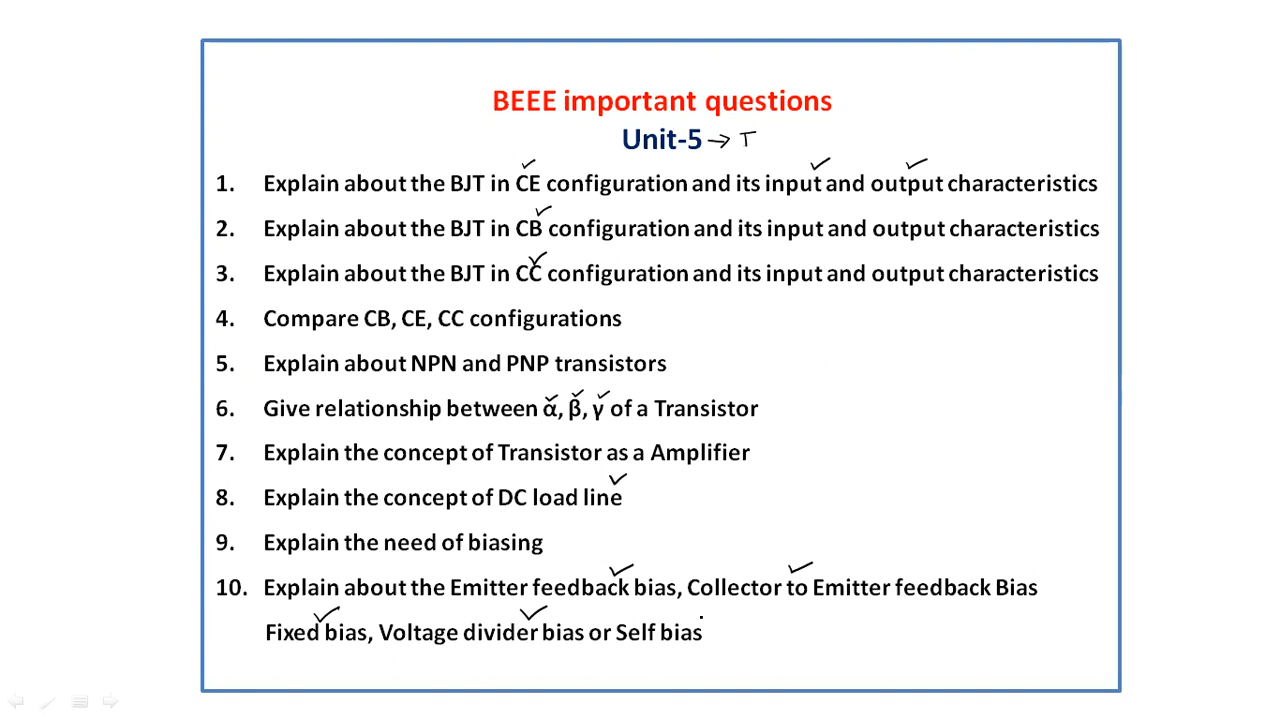 BEEE important questions
Unit-5 → T
1. Explain about the BJT in CE configuration and its input and output characteristics
2. Explain about the BJT in CB configuration and its input and output characteristics
3. Explain about the BJT in CC configuration and its input and output characteristics
4. Compare CB, CE, CC configurations
5. Explain about NPN and PNP transistors
6. Give relationship between α, β, γ of a Transistor
7. Explain the concept of Transistor as a Amplifier
8. Explain the concept of DC load line
9. Explain the need of biasing
10. Explain about the Emitter feedback bias, Collector to Emitter feedback Bias
Fixed bias, Voltage divider bias or Self bias